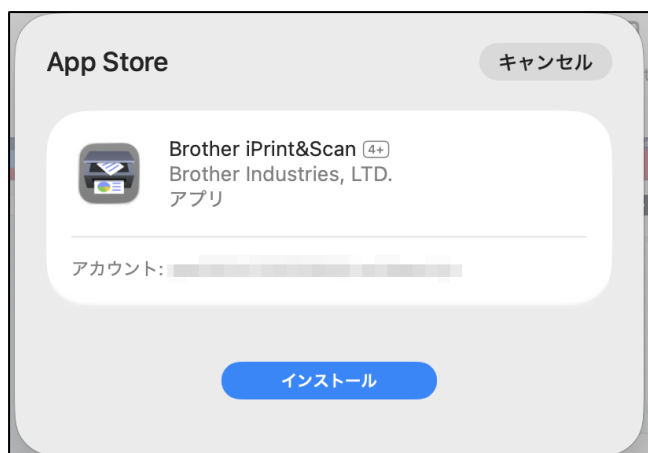 App Store
キャンセル
Brother iPrint&Scan 4+
Brother Industries, LTD.
アプリ
アカウント:
インストール